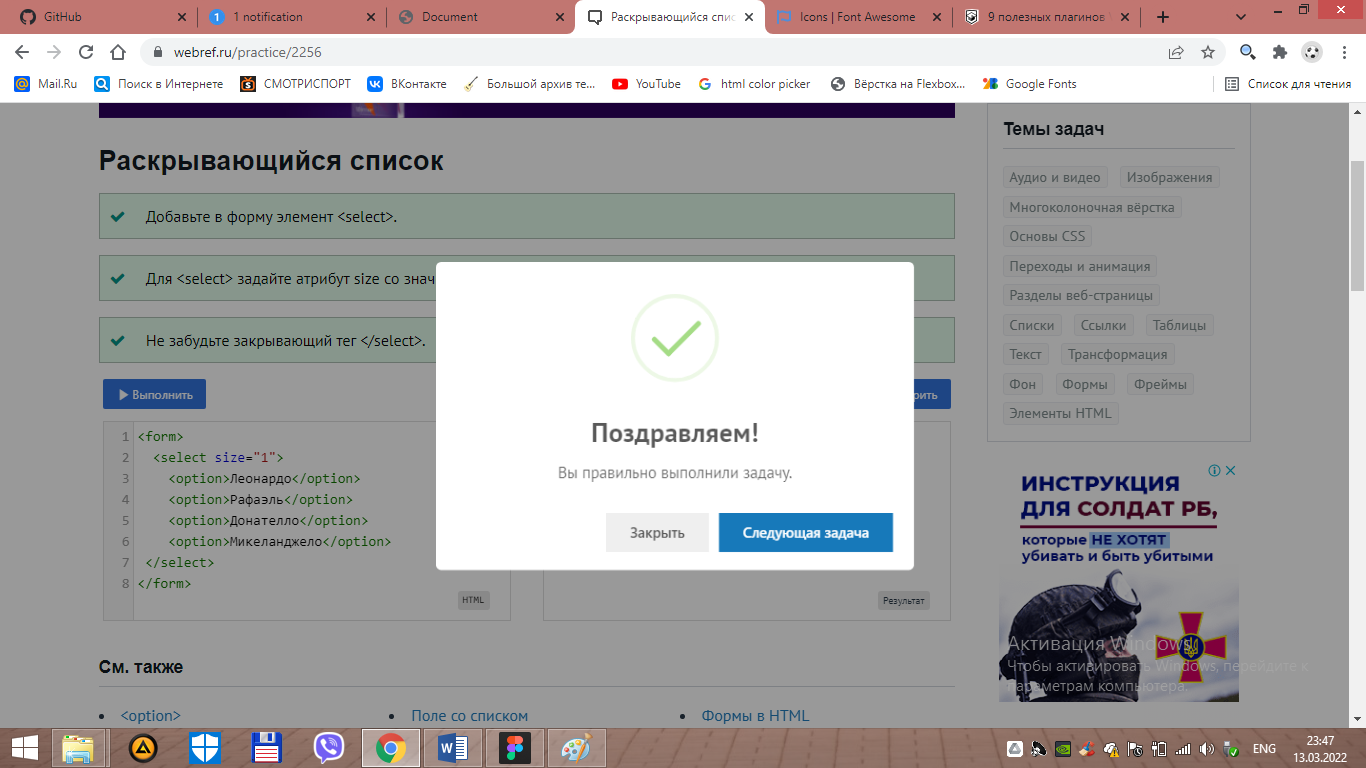 GitHub
1 notification
Document
Раскрывающийся спис
Icons | Font Awesome
9 полезных плагинов
webref.ru/practice/2256
Mail.Ru
Поиск в Интернете
СМОТРИСПОРТ
ВКонтакте
Большой архив те...
YouTube
html color picker
Вёрстка на Flexbox...
Google Fonts
Список для чтения
Раскрывающийся список
Добавьте в форму элемент <select>.
Для <select> задайте атрибут size со знач
Не забудьте закрывающий тег </select>.
Выполнить
рить
1 <form>
2 <select size="1">
3 <option>Леонардо</option>
4 <option>Рафаэль</option>
5 <option>Донателло</option>
6 <option>Микеланджело</option>
7 </select>
8 </form>
HTML
Результат
Поздравляем!
Вы правильно выполнили задачу.
Закрыть
Следующая задача
См. также
<option>
Поле со списком
Формы в HTML
Темы задач
Аудио и видео
Изображения
Многоколоночная вёрстка
Основы CSS
Переходы и анимация
Разделы веб-страницы
Списки
Ссылки
Таблицы
Текст
Трансформация
Фон
Формы
Фреймы
Элементы HTML
ИНСТРУКЦИЯ
ДЛЯ СОЛДАТ РБ,
которые НЕ ХОТЯТ
убивать и быть убитыми
Активация Windows
Чтобы активировать Windows, перейдите к
параметрам компьютера.
ENG
23:47
13.03.2022